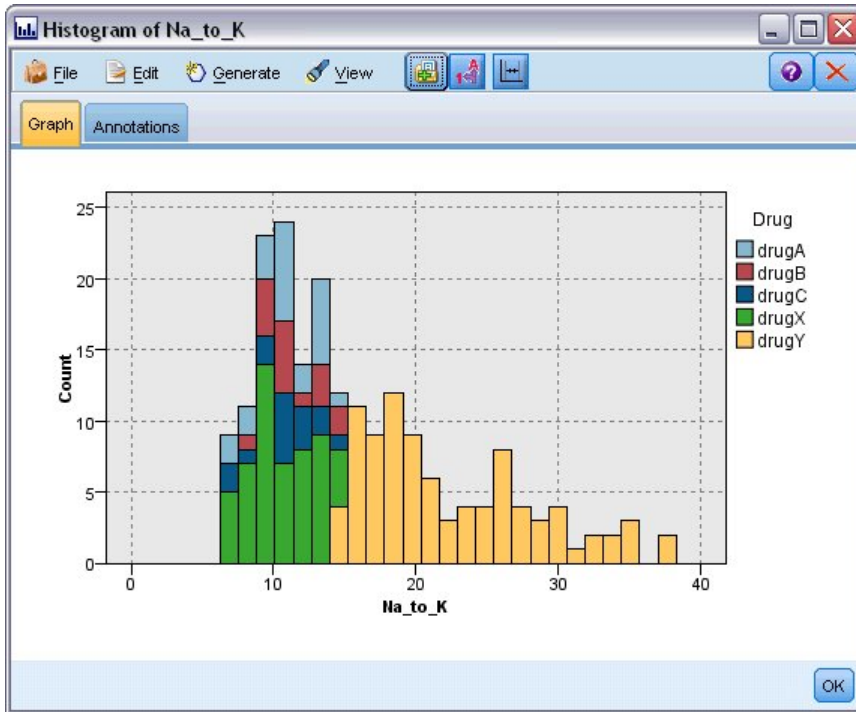 Histogram of Na_to_K
File Edit Generate View
Graph Annotations
25
20
15
10
5
0
Count
0 10 20 30 40
Na_to_K
Drug
drugA
drugB
drugC
drugX
drugY
OK